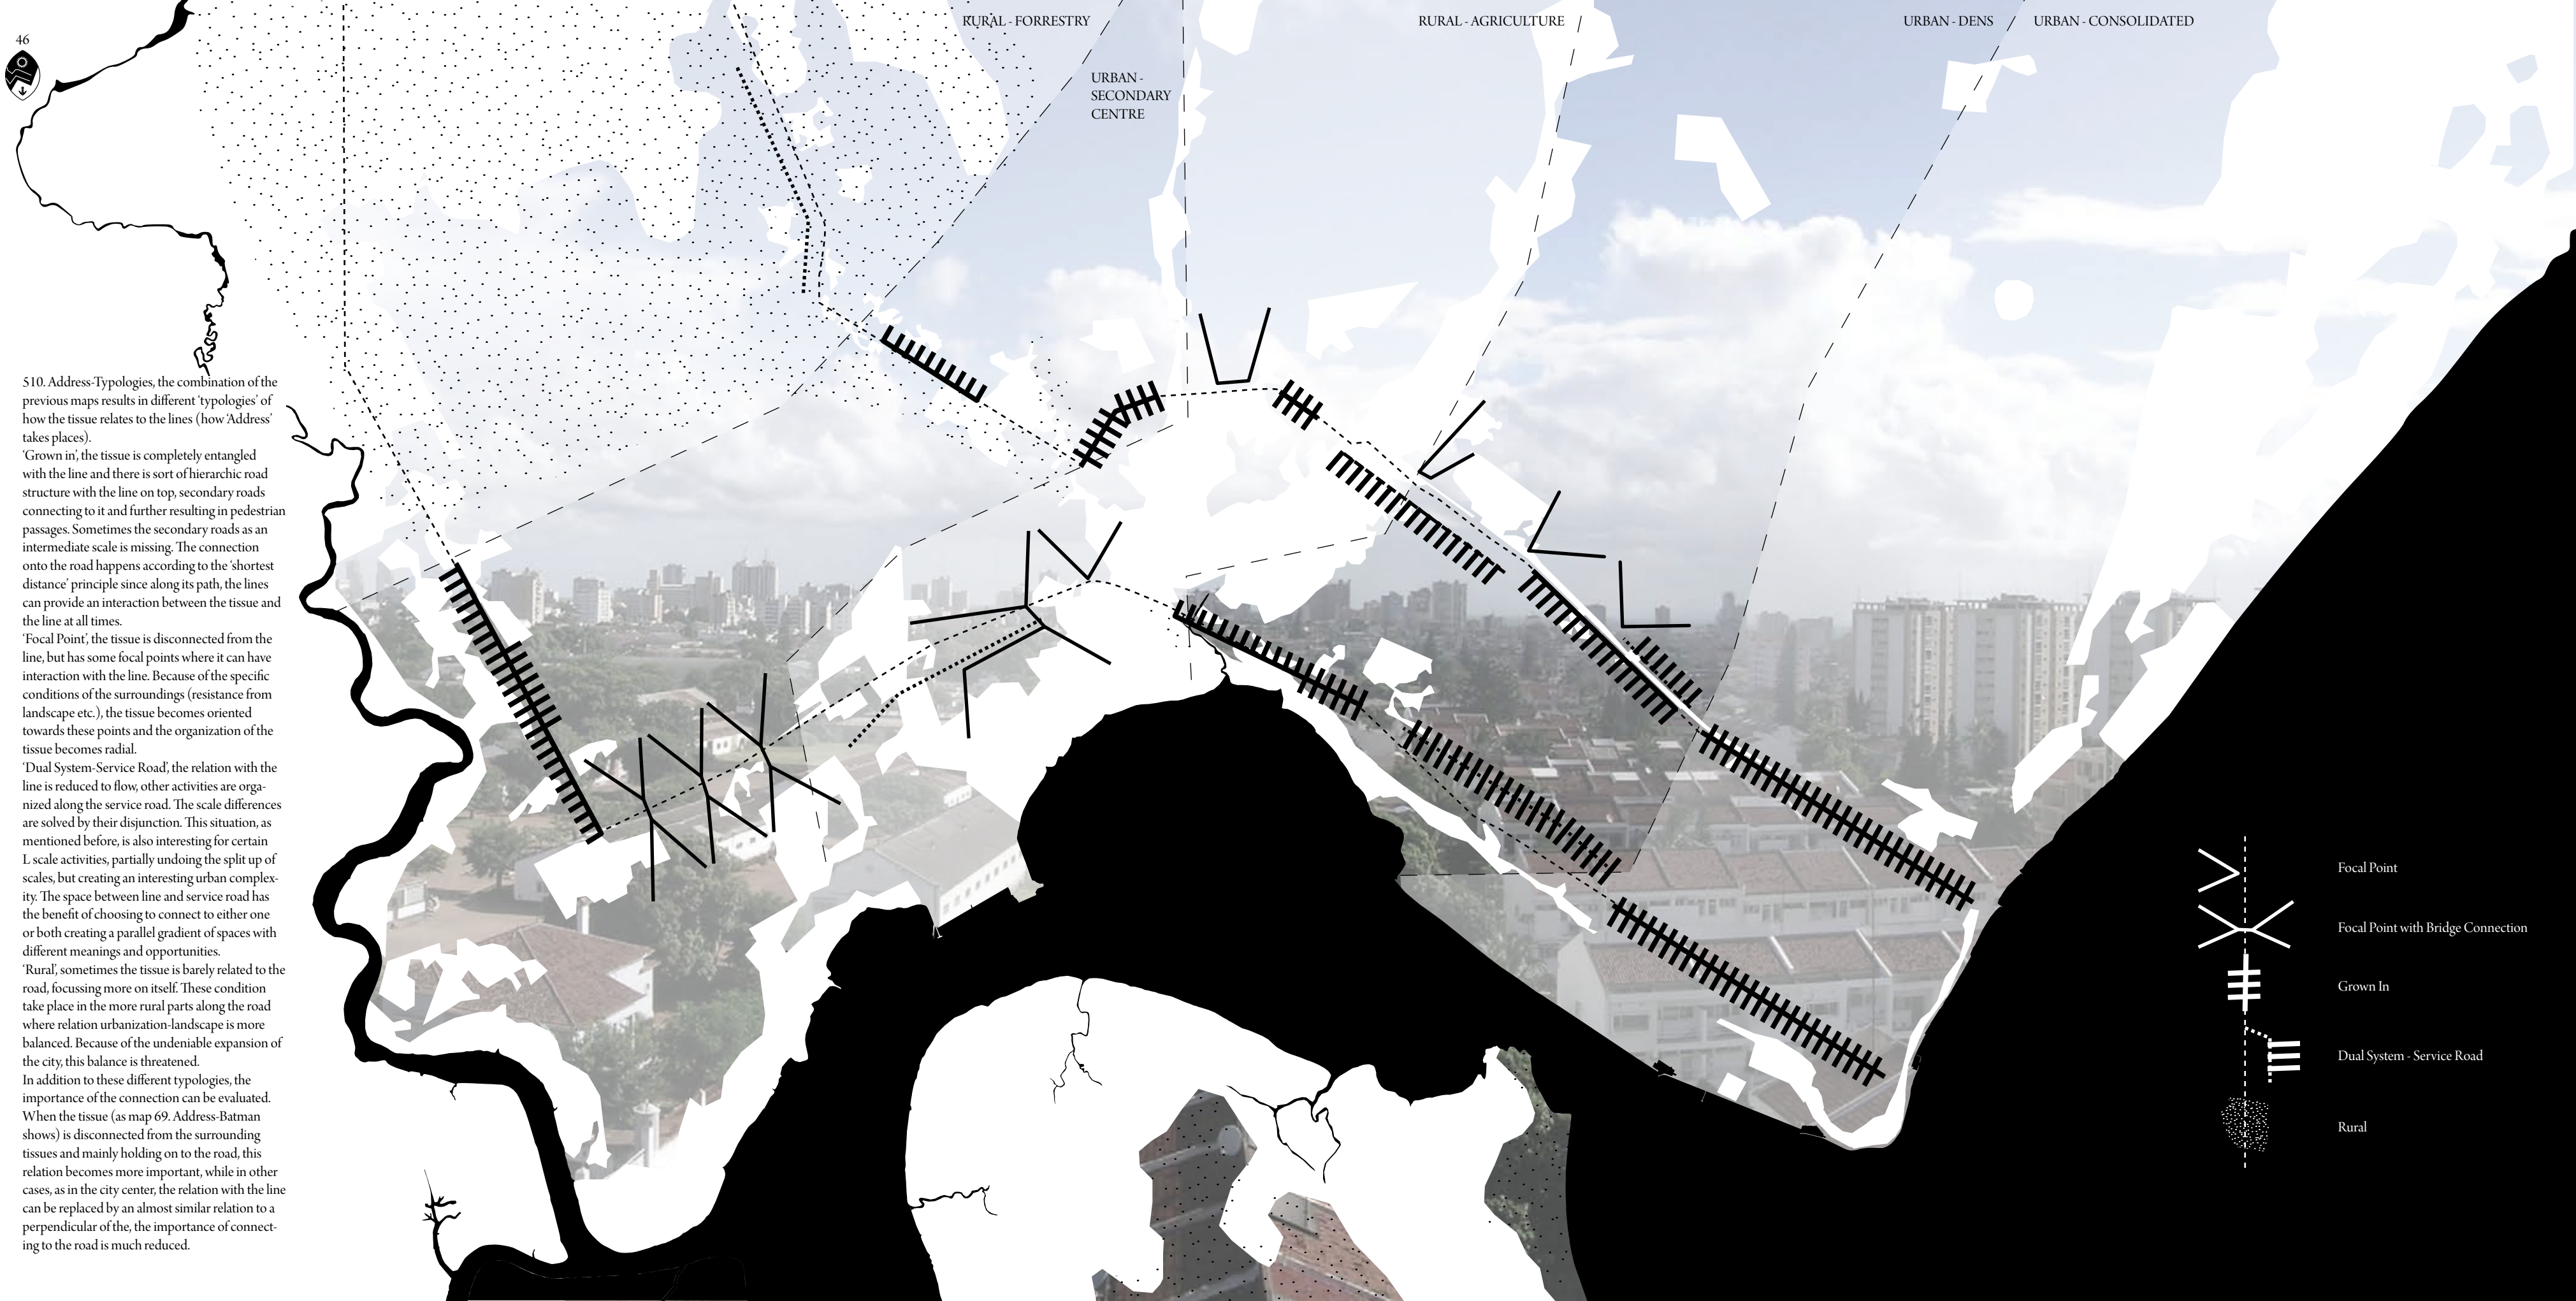 46
RURAL - FORRESTRY
RURAL - AGRICULTURE
URBAN - DENS
URBAN - CONSOLIDATED
URBAN -
SECONDARY
CENTRE
510. Address-Typologies, the combination of the
previous maps results in different ‘typologies’ of
how the tissue relates to the lines (how ‘Address’
takes places).
‘Grown in’, the tissue is completely entangled
with the line and there is sort of hierarchic road
structure with the line on top, secondary roads
connecting to it and further resulting in pedestrian
passages. Sometimes the secondary roads as an
intermediate scale is missing. The connection
onto the road happens according to the ‘shortest
distance’ principle since along its path, the lines
can provide an interaction between the tissue and
the line at all times.
‘Focal Point’, the tissue is disconnected from the
line, but has some focal points where it can have
interaction with the line. Because of the specific
conditions of the surroundings (resistance from
landscape etc.), the tissue becomes oriented
towards these points and the organization of the
tissue becomes radial.
‘Dual System-Service Road’, the relation with the
line is reduced to flow, other activities are orga-
nized along the service road. The scale differences
are solved by their disjunction. This situation, as
mentioned before, is also interesting for certain
L scale activities, partially undoing the split up of
scales, but creating an interesting urban complex-
ity. The space between line and service road has
the benefit of choosing to connect to either one
or both creating a parallel gradient of spaces with
different meanings and opportunities.
‘Rural’, sometimes the tissue is barely related to the
road, focussing more on itself. These condition
take place in the more rural parts along the road
where relation urbanization-landscape is more
balanced. Because of the undeniable expansion of
the city, this balance is threatened.
In addition to these different typologies, the
importance of the connection can be evaluated.
When the tissue (as map 69. Address-Batman
shows) is disconnected from the surrounding
tissues and mainly holding on to the road, this
relation becomes more important, while in other
cases, as in the city center, the relation with the line
can be replaced by an almost similar relation to a
perpendicular of the, the importance of connect-
ing to the road is much reduced.
Focal Point
Focal Point with Bridge Connection
Grown In
Dual System - Service Road
Rural